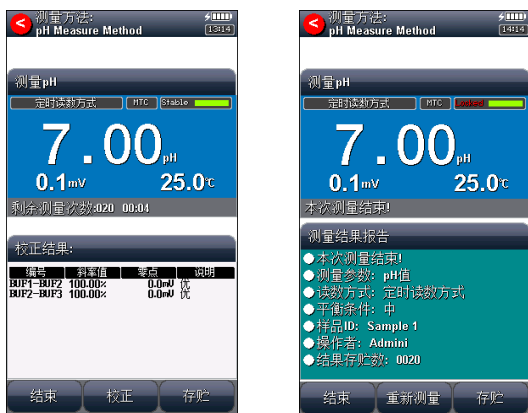 测量方法:
pH Measure Method
13:14
测量pH
定时读数方式
MTC
Stable
7.00pH
0.1mV
25.0℃
剩余测量次数:020 00:04
校正结果:
编号 斜率值 零点 说明
BUF1-BUF2 100.00% 0.0mV 优
BUF2-BUF3 100.00% 0.0mV 优
结束
校正
存贮
测量方法:
pH Measure Method
14:14
测量pH
定时读数方式
MTC
Locked
7.00pH
0.1mV
25.0℃
本次测量结束!
测量结果报告
本次测量结束!
测量参数: pH值
读数方式: 定时读数方式
平衡条件: 中
样品ID: Sample 1
操作者: Admini
结果存贮数: 0020
结束
重新测量
存贮